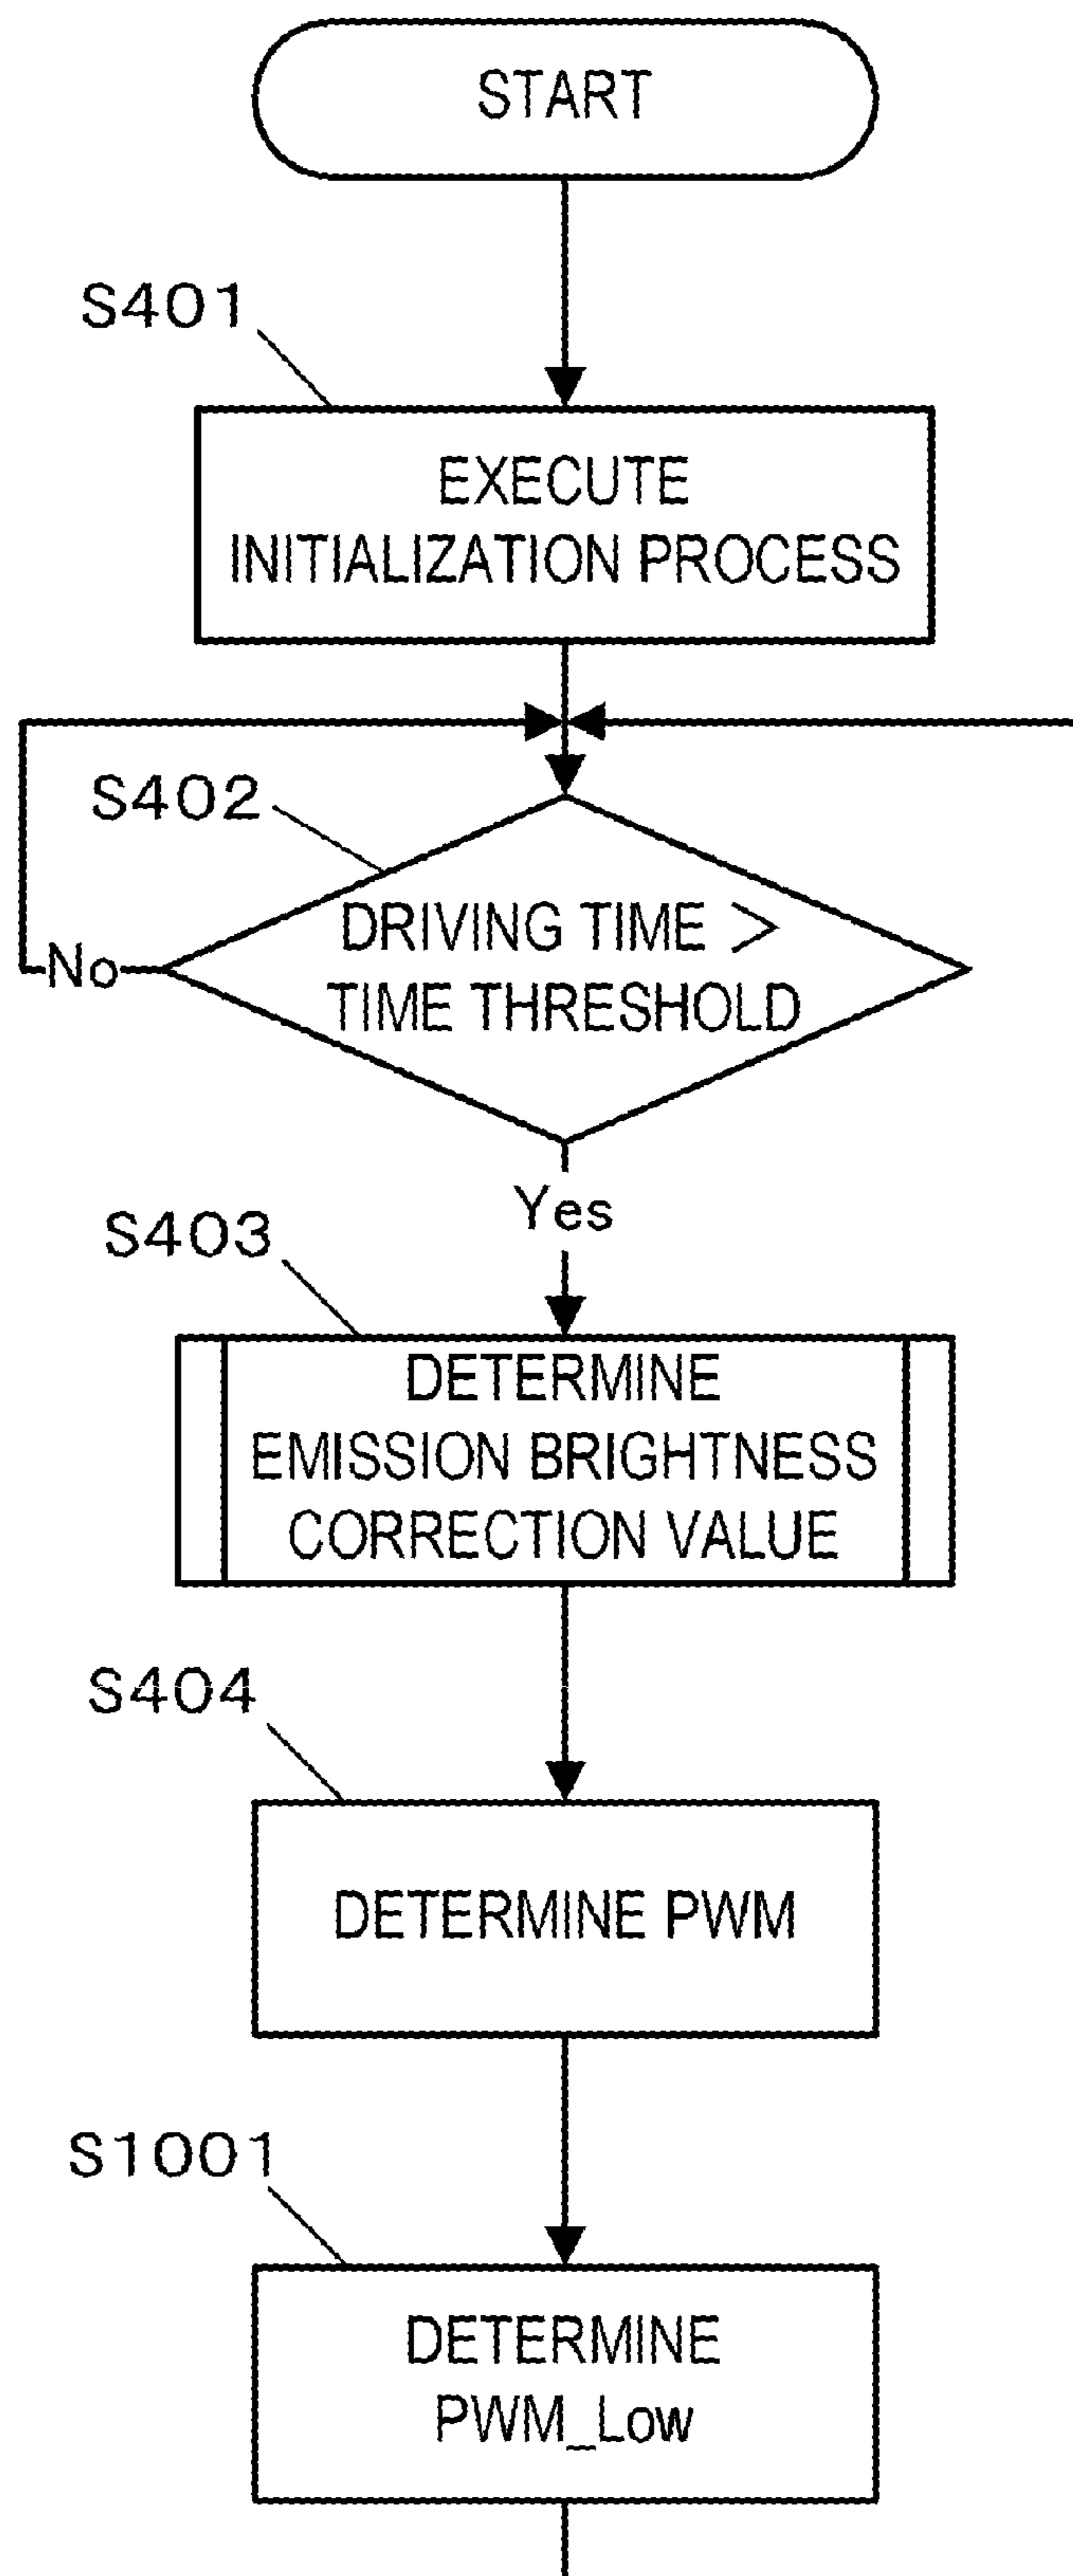 START
S401
EXECUTE
INITIALIZATION PROCESS
S402
DRIVING TIME >
TIME THRESHOLD
No
Yes
S403
DETERMINE
EMISSION BRIGHTNESS
CORRECTION VALUE
S404
DETERMINE PWM
S1001
DETERMINE
PWM_Low